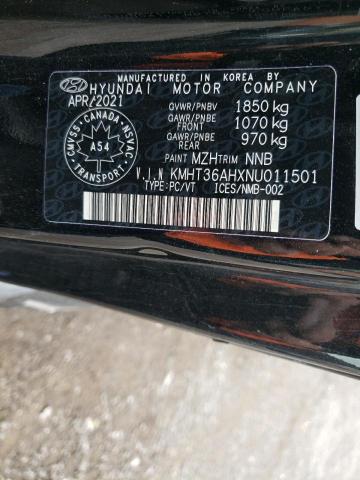 MANUFACTURED IN KOREA BY
HYUNDAI MOTOR COMPANY
APR/2021
GVWR/PNBV 1850 kg
GAWR/PNBE FRONT 1070 kg
GAWR/PNBE REAR 970 kg
PAINT MZH TRIM NNB
V.I.N KMHT36AHXNU011501
TYPE:PC/VT ICES/NMB-002
CMVSS - CANADA - NSVAC
A54
TRANSPORT